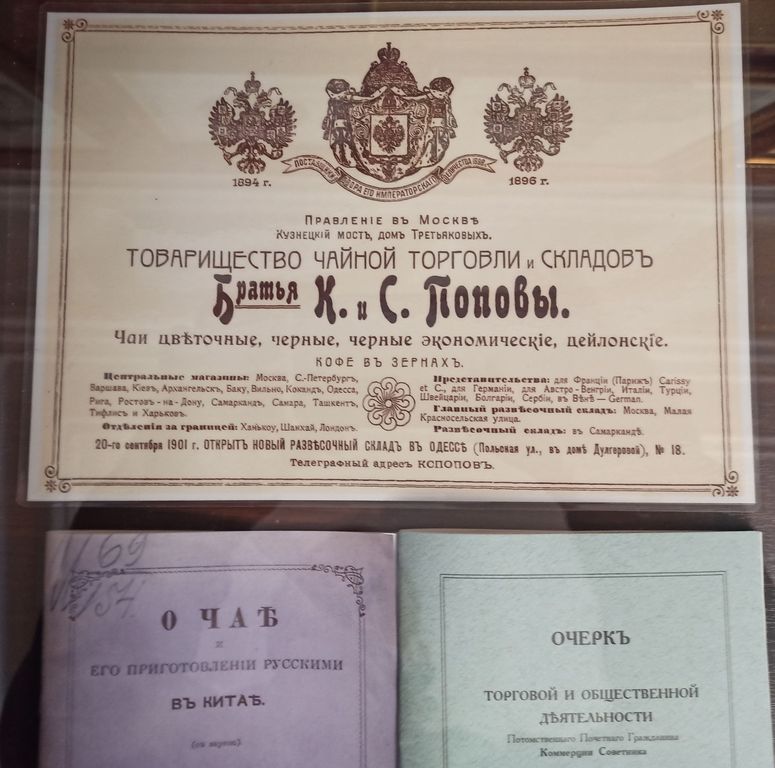 ПОСТАВЩИКИ ДВОРА ЕГО ИМПЕРАТОРСКАГО ВЕЛИЧЕСТВА 1898.
1894 г.
1896 г.
ПРАВЛЕНІЕ ВЪ МОСКВѢ
КУЗНЕЦКІЙ МОСТЪ, ДОМЪ ТРЕТЬЯКОВЫХЪ.
ТОВАРИЩЕСТВО ЧАЙНОЙ ТОРГОВЛИ и СКЛАДОВЪ
Братья К. и С. Поповы.
Чаи цвѣточные, черные, черные экономическіе, цейлонскіе.
КОФЕ ВЪ ЗЕРНАХЪ.
Центральные магазины: Москва, С.-Петербургъ,
Варшава, Кіевъ, Архангельскъ, Баку, Вильно, Кокандъ, Одесса,
Рига, Ростовъ-на-Дону, Самаркандъ, Самара, Ташкентъ,
Тифлисъ и Харьковъ.
Отдѣленія за границей: Ханькоу, Шанхай, Лондонъ.
Представительства: для Франціи (Парижъ) Carissy
et C., для Германіи, для Австро-Венгріи, Италіи, Турціи,
Швейцаріи, Болгаріи, Сербіи, въ Вѣнѣ — German.
Главный развѣсочный складъ: Москва, Малая
Красносельская улица.
Развѣсочный складъ: въ Самаркандѣ.
20-го сентября 1901 г. ОТКРЫТЪ НОВЫЙ РАЗВѢСОЧНЫЙ СКЛАДЪ ВЪ ОДЕССѢ (Польская ул., въ домѣ Дулгеровой), № 18.
Телеграфный адресъ КСПОПОВЪ.
69
157.
О ЧАѢ
И
ЕГО ПРИГОТОВЛЕНІИ РУССКИМИ
ВЪ КИТАѢ.
ОЧЕРКЪ
ТОРГОВОЙ И ОБЩЕСТВЕННОЙ
ДѢЯТЕЛЬНОСТИ
Потомственнаго Почетнаго Гражданина
Коммерціи Совѣтника